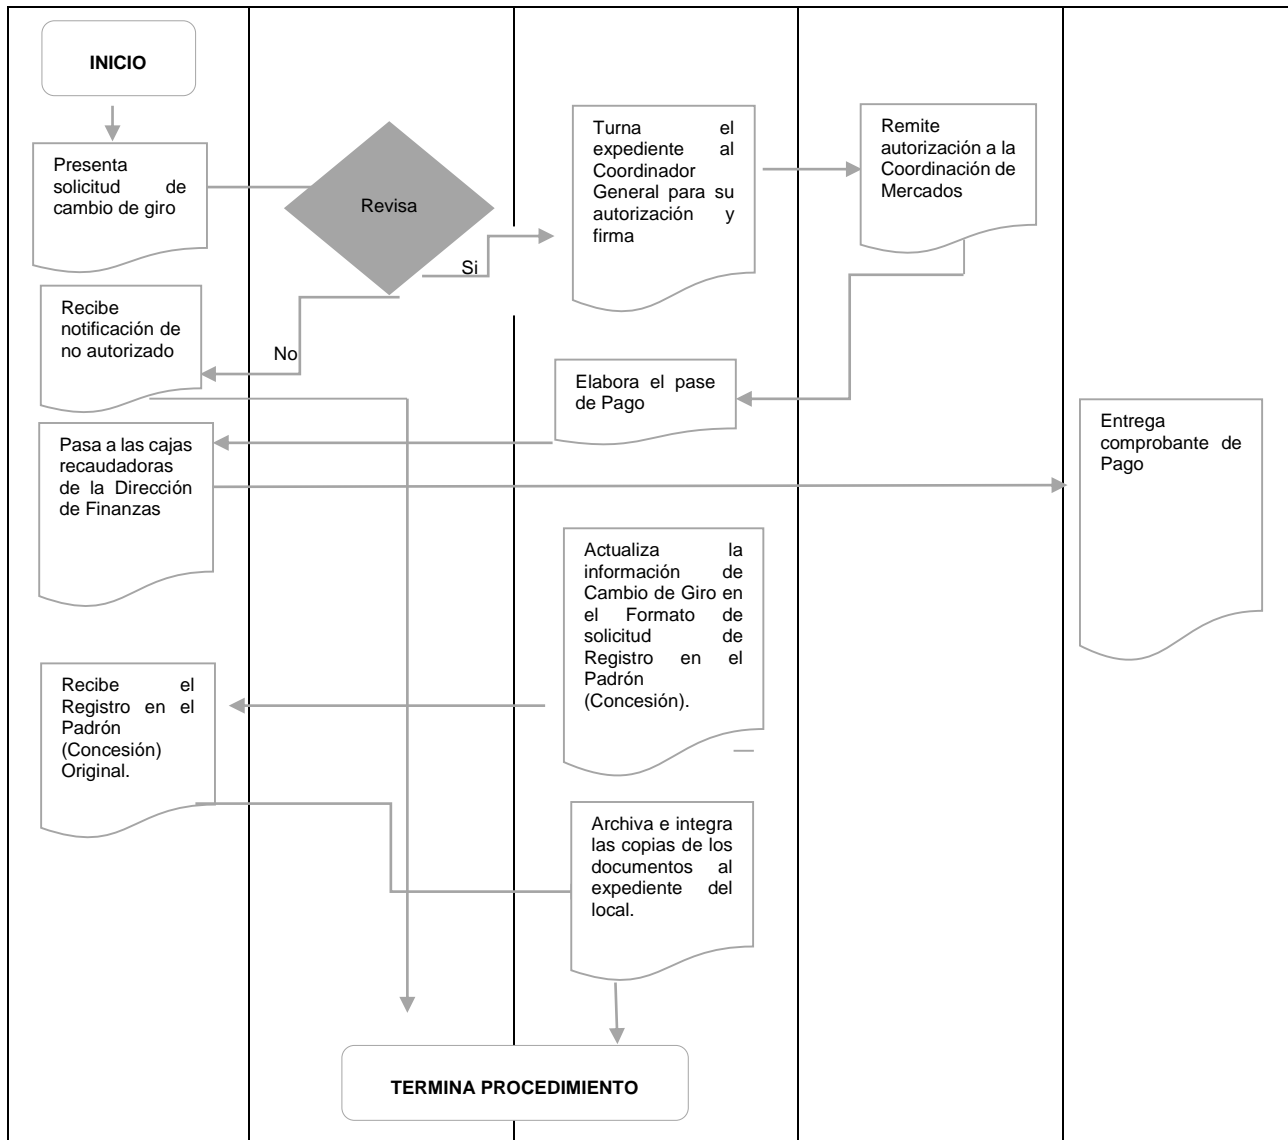 INICIO
Presenta
solicitud de
cambio de giro
Revisa
Si
No
Turna el
expediente al
Coordinador
General para su
autorización y
firma
Remite
autorización a la
Coordinación de
Mercados
Recibe
notificación de
no autorizado
Elabora el pase
de Pago
Pasa a las cajas
recaudadoras
de la Dirección
de Finanzas
Entrega
comprobante de
Pago
Actualiza la
información de
Cambio de Giro en
el Formato de
solicitud de
Registro en el
Padrón
(Concesión).
Recibe el
Registro en el
Padrón
(Concesión)
Original.
Archiva e integra
las copias de los
documentos al
expediente del
local.
TERMINA PROCEDIMIENTO